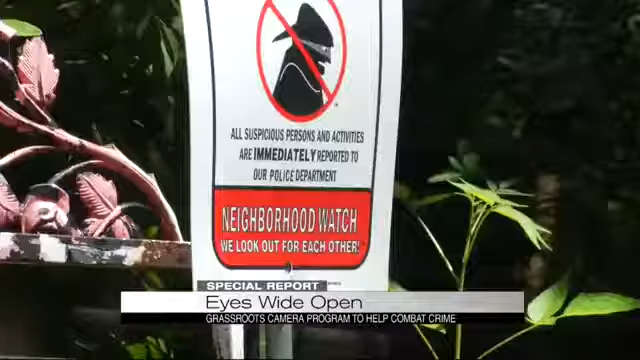 ALL SUSPICIOUS PERSONS AND ACTIVITIES
ARE IMMEDIATELY REPORTED TO
OUR POLICE DEPARTMENT
NEIGHBORHOOD WATCH
WE LOOK OUT FOR EACH OTHER!
SPECIAL REPORT
Eyes Wide Open
GRASSROOTS CAMERA PROGRAM TO HELP COMBAT CRIME